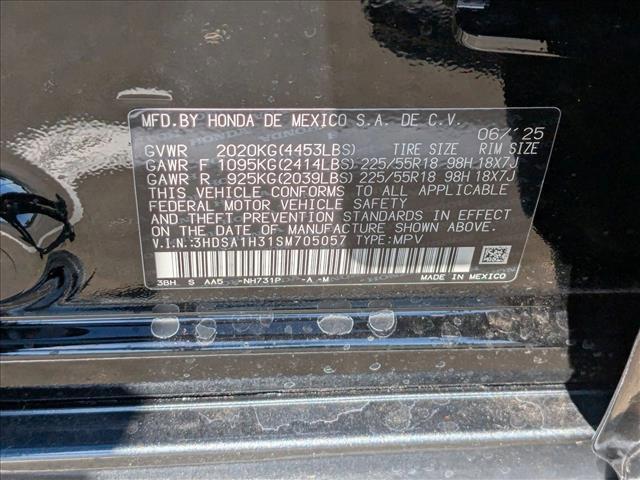 MFD.BY HONDA DE MEXICO S.A. DE C.V.
06/'25
GVWR 2020KG(4453LBS) TIRE SIZE RIM SIZE
GAWR F 1095KG(2414LBS) 225/55R18 98H 18X7J
GAWR R 925KG(2039LBS) 225/55R18 98H 18X7J
THIS VEHICLE CONFORMS TO ALL APPLICABLE
FEDERAL MOTOR VEHICLE SAFETY
AND THEFT PREVENTION STANDARDS IN EFFECT
ON THE DATE OF MANUFACTURE SHOWN ABOVE.
V.I.N.:3HDSA1H31SM705057 TYPE:MPV
3BH S AA5 -NH731P -A -M MADE IN MEXICO